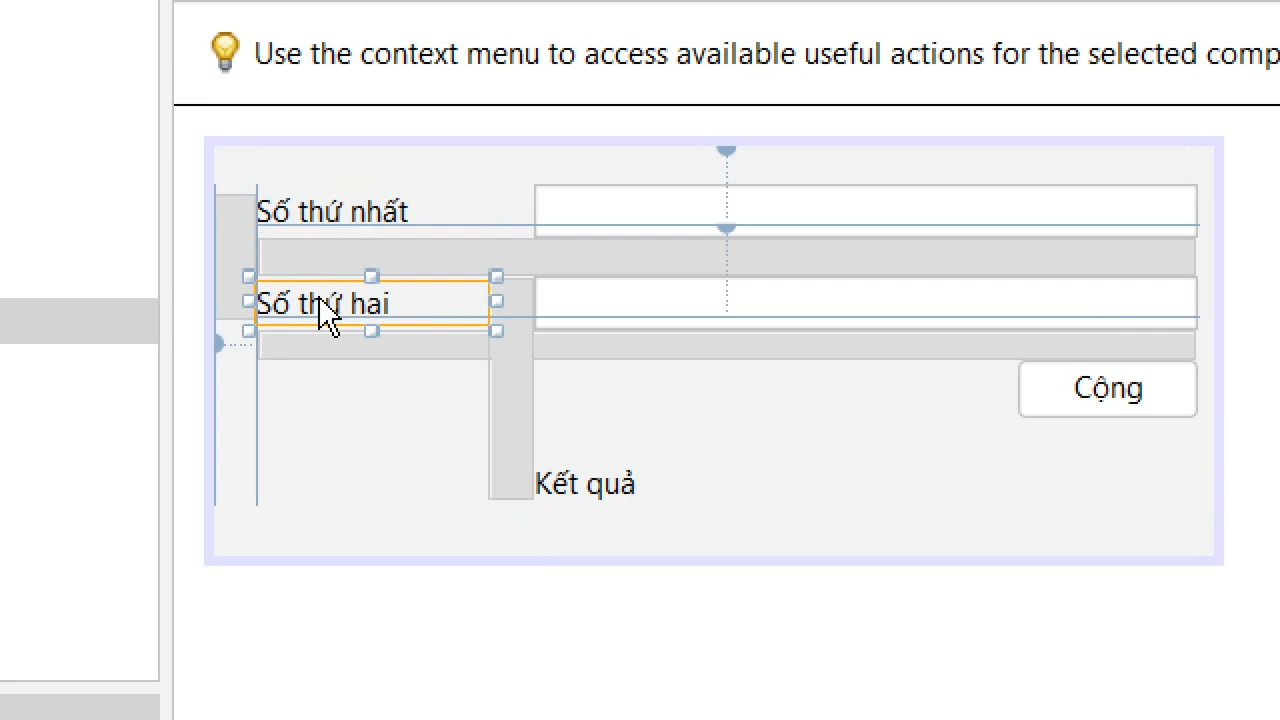 Use the context menu to access available useful actions for the selected comp
Số thứ nhất
Số thứ hai
Cộng
Kết quả